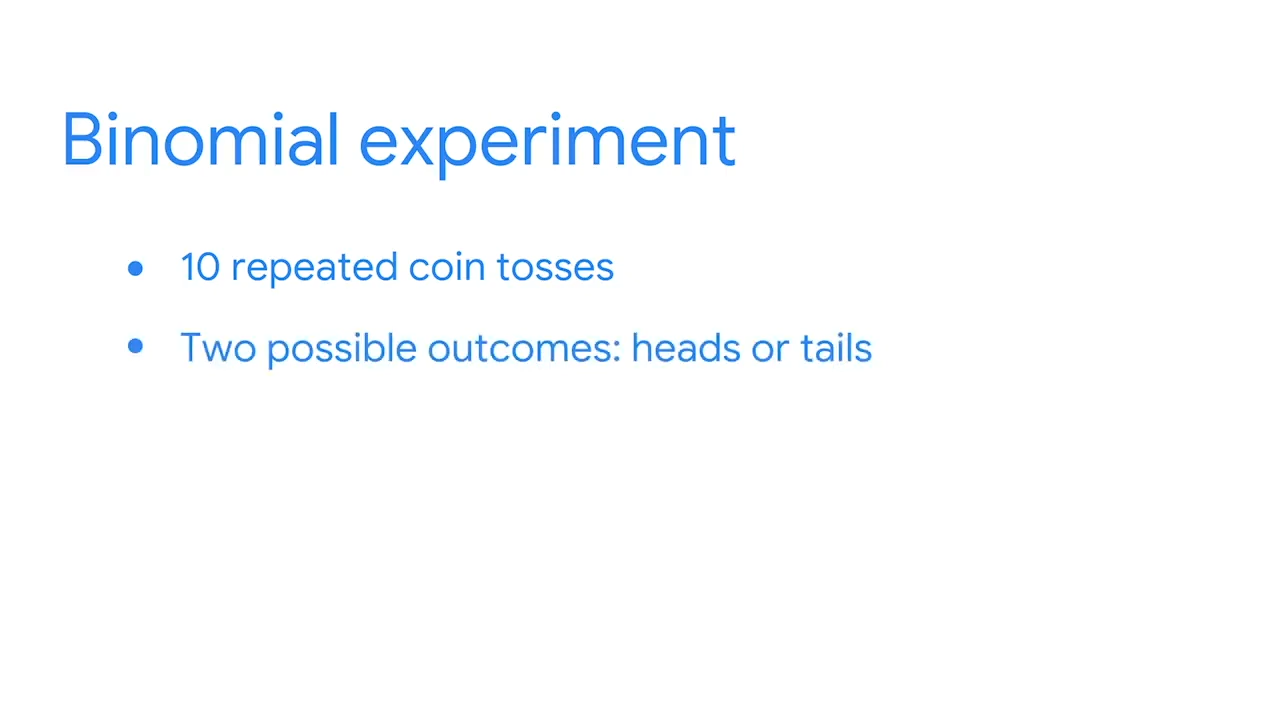 Binomial experiment
• 10 repeated coin tosses
• Two possible outcomes: heads or tails